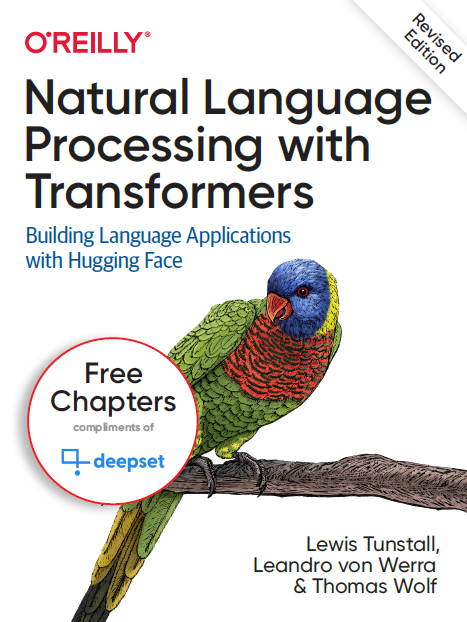 O'REILLY®
Revised
Edition
Natural Language
Processing with
Transformers
Building Language Applications
with Hugging Face
Free
Chapters
compliments of
deepset
Lewis Tunstall,
Leandro von Werra
& Thomas Wolf